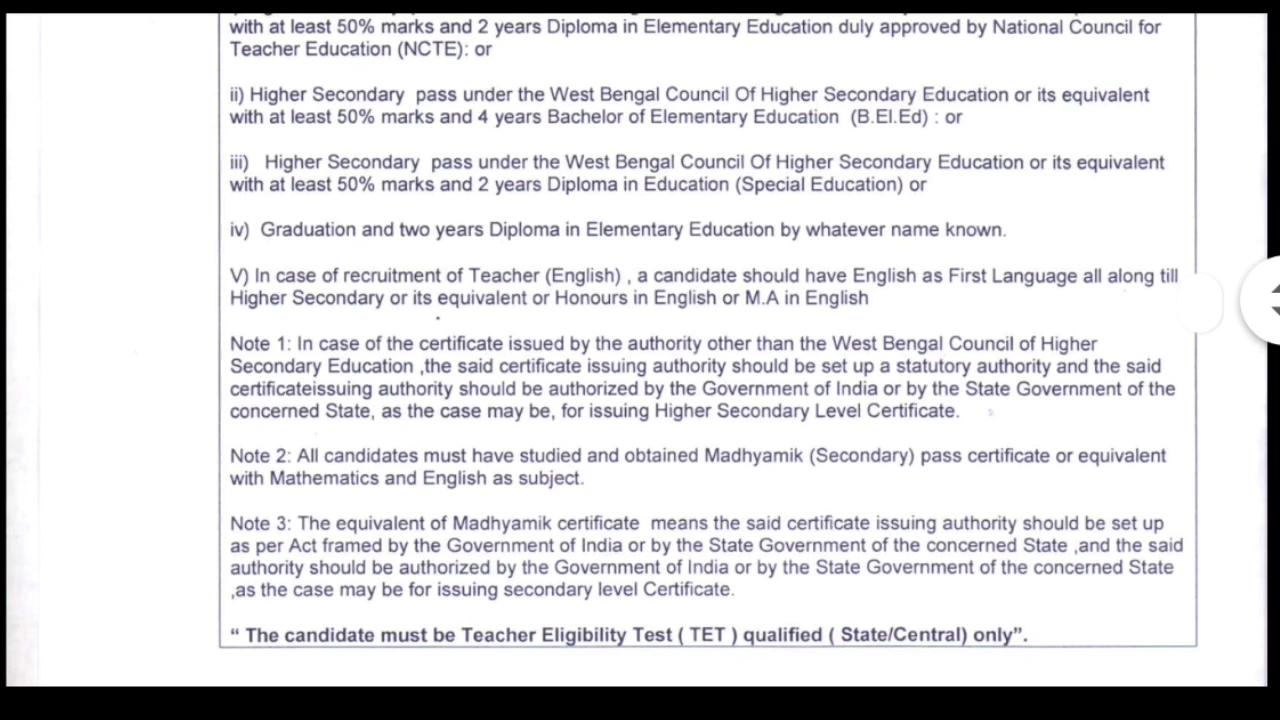 with at least 50% marks and 2 years Diploma in Elementary Education duly approved by National Council for
Teacher Education (NCTE): or
ii) Higher Secondary pass under the West Bengal Council Of Higher Secondary Education or its equivalent
with at least 50% marks and 4 years Bachelor of Elementary Education (B.El.Ed) : or
iii) Higher Secondary pass under the West Bengal Council Of Higher Secondary Education or its equivalent
with at least 50% marks and 2 years Diploma in Education (Special Education) or
iv) Graduation and two years Diploma in Elementary Education by whatever name known.
V) In case of recruitment of Teacher (English) , a candidate should have English as First Language all along till
Higher Secondary or its equivalent or Honours in English or M.A in English
Note 1: In case of the certificate issued by the authority other than the West Bengal Council of Higher
Secondary Education ,the said certificate issuing authority should be set up a statutory authority and the said
certificateissuing authority should be authorized by the Government of India or by the State Government of the
concerned State, as the case may be, for issuing Higher Secondary Level Certificate.
Note 2: All candidates must have studied and obtained Madhyamik (Secondary) pass certificate or equivalent
with Mathematics and English as subject.
Note 3: The equivalent of Madhyamik certificate means the said certificate issuing authority should be set up
as per Act framed by the Government of India or by the State Government of the concerned State ,and the said
authority should be authorized by the Government of India or by the State Government of the concerned State
,as the case may be for issuing secondary level Certificate.
“ The candidate must be Teacher Eligibility Test ( TET ) qualified ( State/Central) only”.